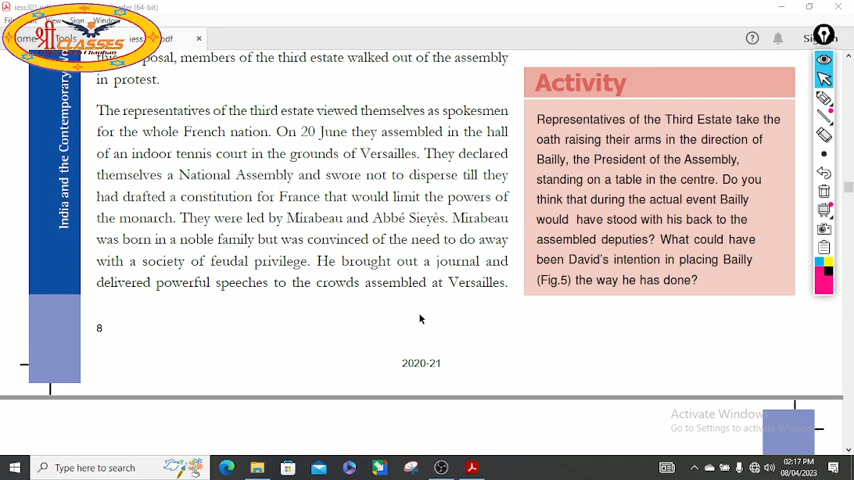 iess301.pdf
(64-bit)
Sign
Window
Tools
iess
.pdf
श्री CLASSES
posal, members of the third estate walked out of the assembly
in protest.
The representatives of the third estate viewed themselves as spokesmen
for the whole French nation. On 20 June they assembled in the hall
of an indoor tennis court in the grounds of Versailles. They declared
themselves a National Assembly and swore not to disperse till they
had drafted a constitution for France that would limit the powers of
the monarch. They were led by Mirabeau and Abbé Sieyès. Mirabeau
was born in a noble family but was convinced of the need to do away
with a society of feudal privilege. He brought out a journal and
delivered powerful speeches to the crowds assembled at Versailles.
8
2020-21
India and the Contemporary
Activity
Representatives of the Third Estate take the
oath raising their arms in the direction of
Bailly, the President of the Assembly,
standing on a table in the centre. Do you
think that during the actual event Bailly
would have stood with his back to the
assembled deputies? What could have
been David's intention in placing Bailly
(Fig.5) the way he has done?
Activate Windows
Go to Settings to activate Windows.
Type here to search
02:17 PM
08/04/2023